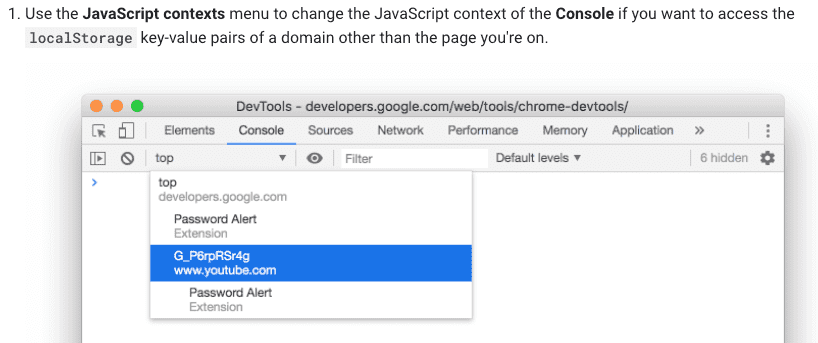 1. Use the JavaScript contexts menu to change the JavaScript context of the Console if you want to access the
localStorage key-value pairs of a domain other than the page you're on.
DevTools - developers.google.com/web/tools/chrome-devtools/
Elements Console Sources Network Performance Memory Application »
top ▼ Filter Default levels ▼ 6 hidden
top
developers.google.com
Password Alert
Extension
G_P6rpRSr4g
www.youtube.com
Password Alert
Extension